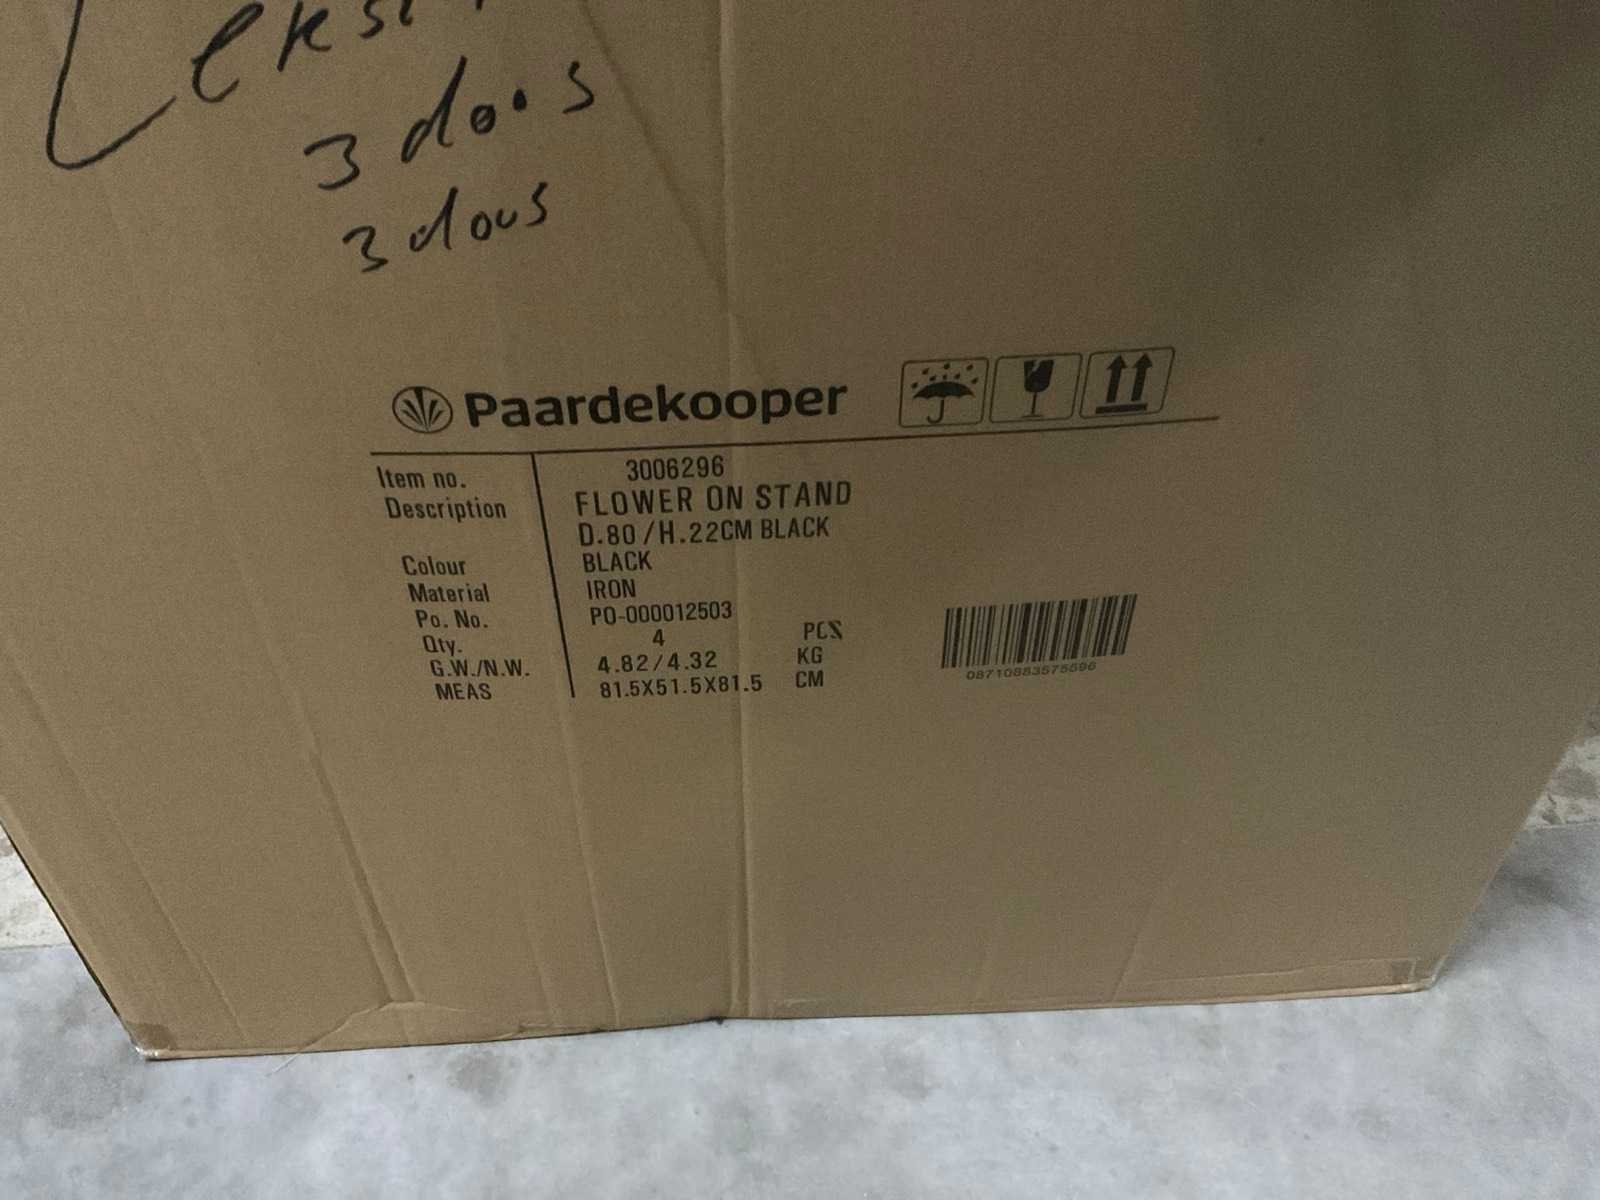 3 doos
3 doos
Paardekooper
Item no. 3006296
Description FLOWER ON STAND
D.80/H.22CM BLACK
Colour BLACK
Material IRON
Po. No. PO-000012503
Qty. 4 PCS
G.W./N.W. 4.82/4.32 KG
MEAS 81.5X51.5X81.5 CM
08710883575596